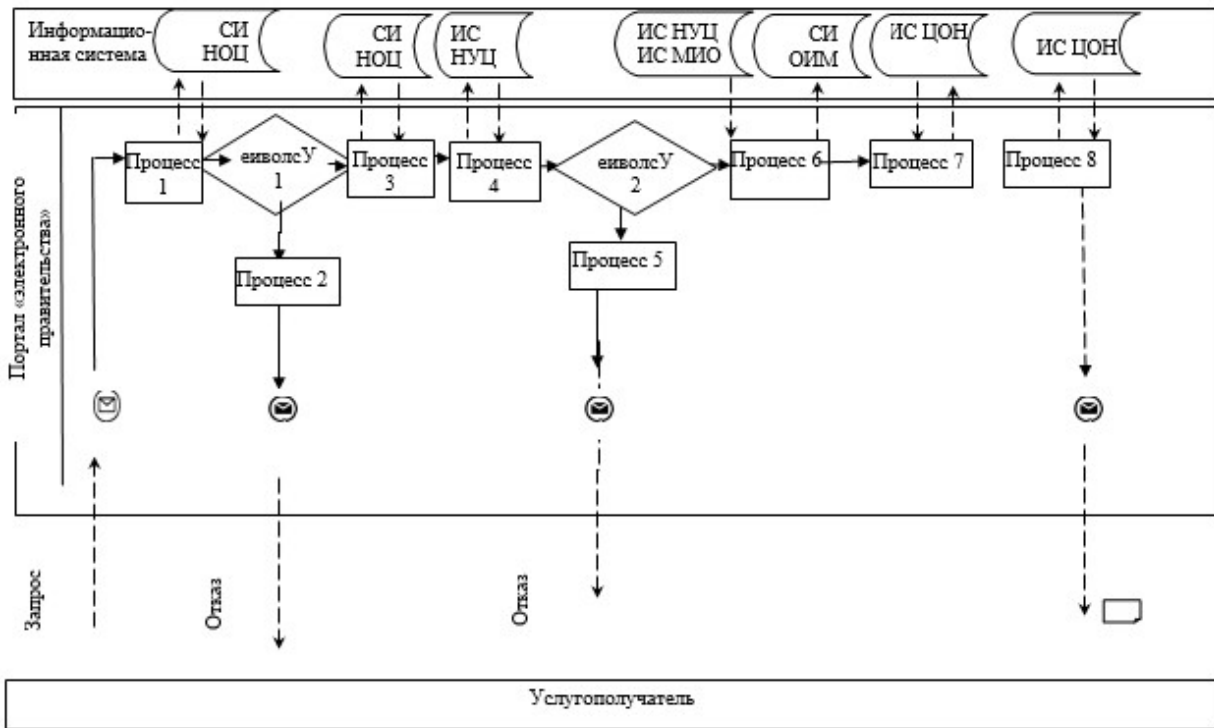 Информацио-
нная система
СИ
НОЦ
СИ
НОЦ
ИС
НУЦ
ИС НУЦ
ИС МИО
СИ
ОИМ
ИС ЦОН
ИС ЦОН
Портал «электронного
правительства»
Процесс
1
еиволсУ
1
Процесс
3
Процесс
4
еиволсУ
2
Процесс 6
Процесс 7
Процесс 8
Процесс 2
Процесс 5
Запрос
Отказ
Отказ
Услугополучатель